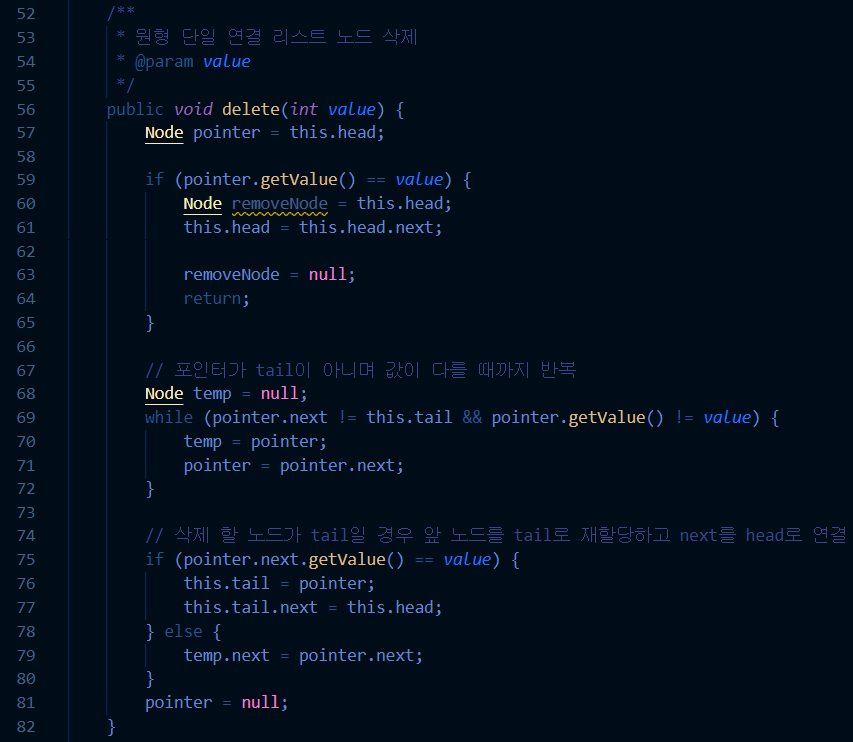 52 /**
53  * 원형 단일 연결 리스트 노드 삭제
54  * @param value
55  */
56 public void delete(int value) {
57     Node pointer = this.head;
58
59     if (pointer.getValue() == value) {
60         Node removeNode = this.head;
61         this.head = this.head.next;
62
63         removeNode = null;
64         return;
65     }
66
67     // 포인터가 tail이 아니며 값이 다를 때까지 반복
68     Node temp = null;
69     while (pointer.next != this.tail && pointer.getValue() != value) {
70         temp = pointer;
71         pointer = pointer.next;
72     }
73
74     // 삭제 할 노드가 tail일 경우 앞 노드를 tail로 재할당하고 next를 head로 연결
75     if (pointer.next.getValue() == value) {
76         this.tail = pointer;
77         this.tail.next = this.head;
78     } else {
79         temp.next = pointer.next;
80     }
81     pointer = null;
82 }